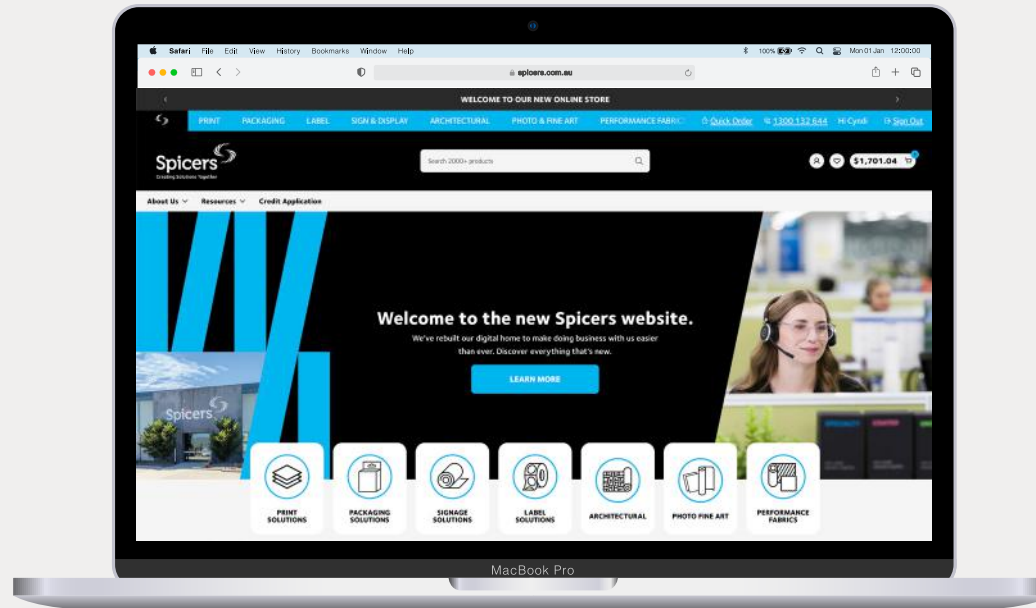 Safari File Edit View History Bookmarks Window Help 100% Mon 01 Jan 12:00:00
spicers.com.au
WELCOME TO OUR NEW ONLINE STORE
PRINT PACKAGING LABEL SIGN & DISPLAY ARCHITECTURAL PHOTO & FINE ART PERFORMANCE FABRIC Quick Order 1300 132 644 Hi Cyndi Sign Out
Spicers
Creating Solutions Together
Search 2000+ products
$1,701.04
About Us Resources Credit Application
Welcome to the new Spicers website.
We've rebuilt our digital home to make doing business with us easier
than ever. Discover everything that's new.
LEARN MORE
Spicers
PRINT
SOLUTIONS
PACKAGING
SOLUTIONS
SIGNAGE
SOLUTIONS
LABEL
SOLUTIONS
ARCHITECTURAL
PHOTO FINE ART
PERFORMANCE
FABRICS
MacBook Pro